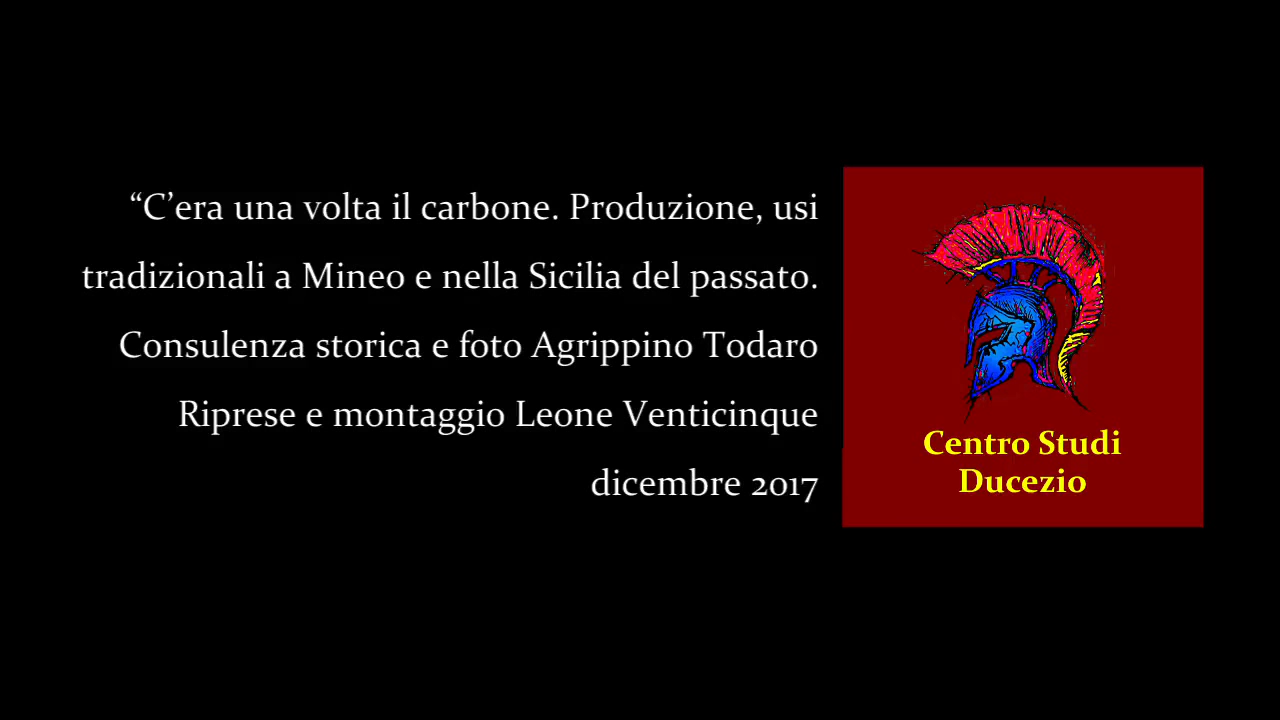 “C’era una volta il carbone. Produzione, usi
tradizionali a Mineo e nella Sicilia del passato.
Consulenza storica e foto Agrippino Todaro
Riprese e montaggio Leone Venticinque
dicembre 2017
Centro Studi
Ducezio